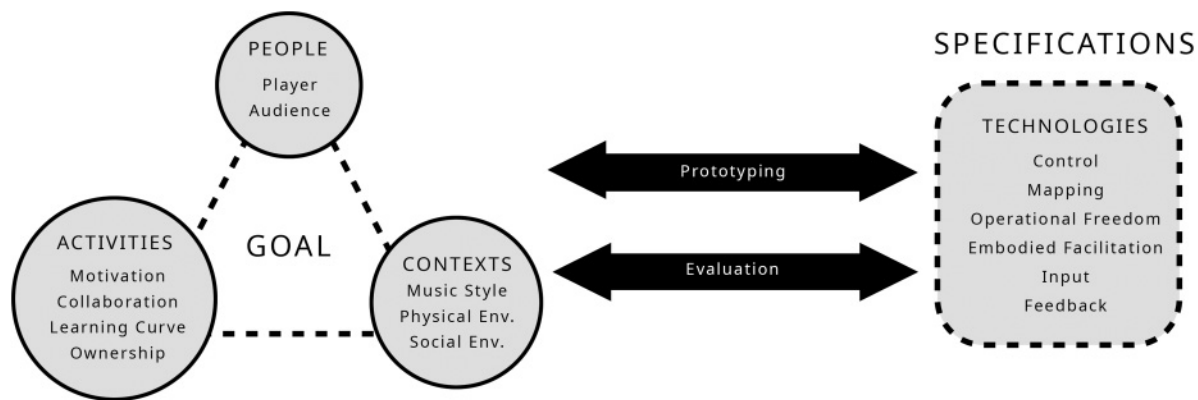 PEOPLE
Player
Audience
ACTIVITIES
Motivation
Collaboration
Learning Curve
Ownership
GOAL
CONTEXTS
Music Style
Physical Env.
Social Env.
Prototyping
Evaluation
SPECIFICATIONS
TECHNOLOGIES
Control
Mapping
Operational Freedom
Embodied Facilitation
Input
Feedback